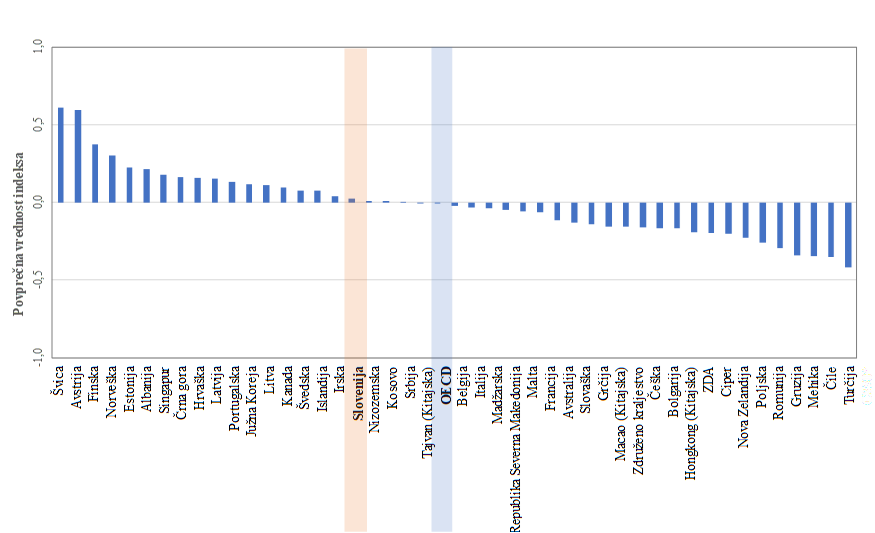 Povprečna vrednost indeksa
1,0
0,5
0,0
-0,5
-1,0
Švica
Avstrija
Finska
Norveška
Estonija
Albanija
Singapur
Črna gora
Hrvaška
Latvija
Portugalska
Južna Koreja
Litva
Kanada
Švedska
Islandija
Irska
Slovenija
Nizozemska
Kosovo
Srbija
Tajvan (Kitajska)
OECD
Belgija
Italija
Madžarska
Republika Severna Makedonija
Malta
Francija
Avstralija
Slovaška
Grčija
Macao (Kitajska)
Združeno kraljestvo
Češka
Bolgarija
Hongkong (Kitajska)
ZDA
Ciper
Nova Zelandija
Poljska
Romunija
Gruzija
Mehika
Čile
Turčija